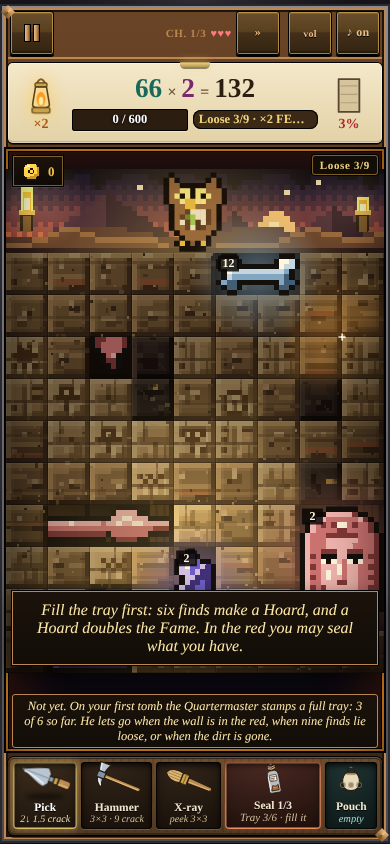 CH. 1/3 ♥♥♥
»
vol
♪ on
66 × 2 = 132
×2
0 / 600
Loose 3/9 · ×2 FE…
3%
0
Loose 3/9
12
2
2
Fill the tray first: six finds make a Hoard, and a
Hoard doubles the Fame. In the red you may seal
what you have.
Not yet. On your first tomb the Quartermaster stamps a full tray: 3
of 6 so far. He lets go when the wall is in the red, when nine finds lie
loose, or when the dirt is gone.
Pick
2↓ 1.5 crack
Hammer
3×3 · 9 crack
X-ray
peek 3×3
Seal 1/3
Tray 3/6 · fill it
Pouch
empty